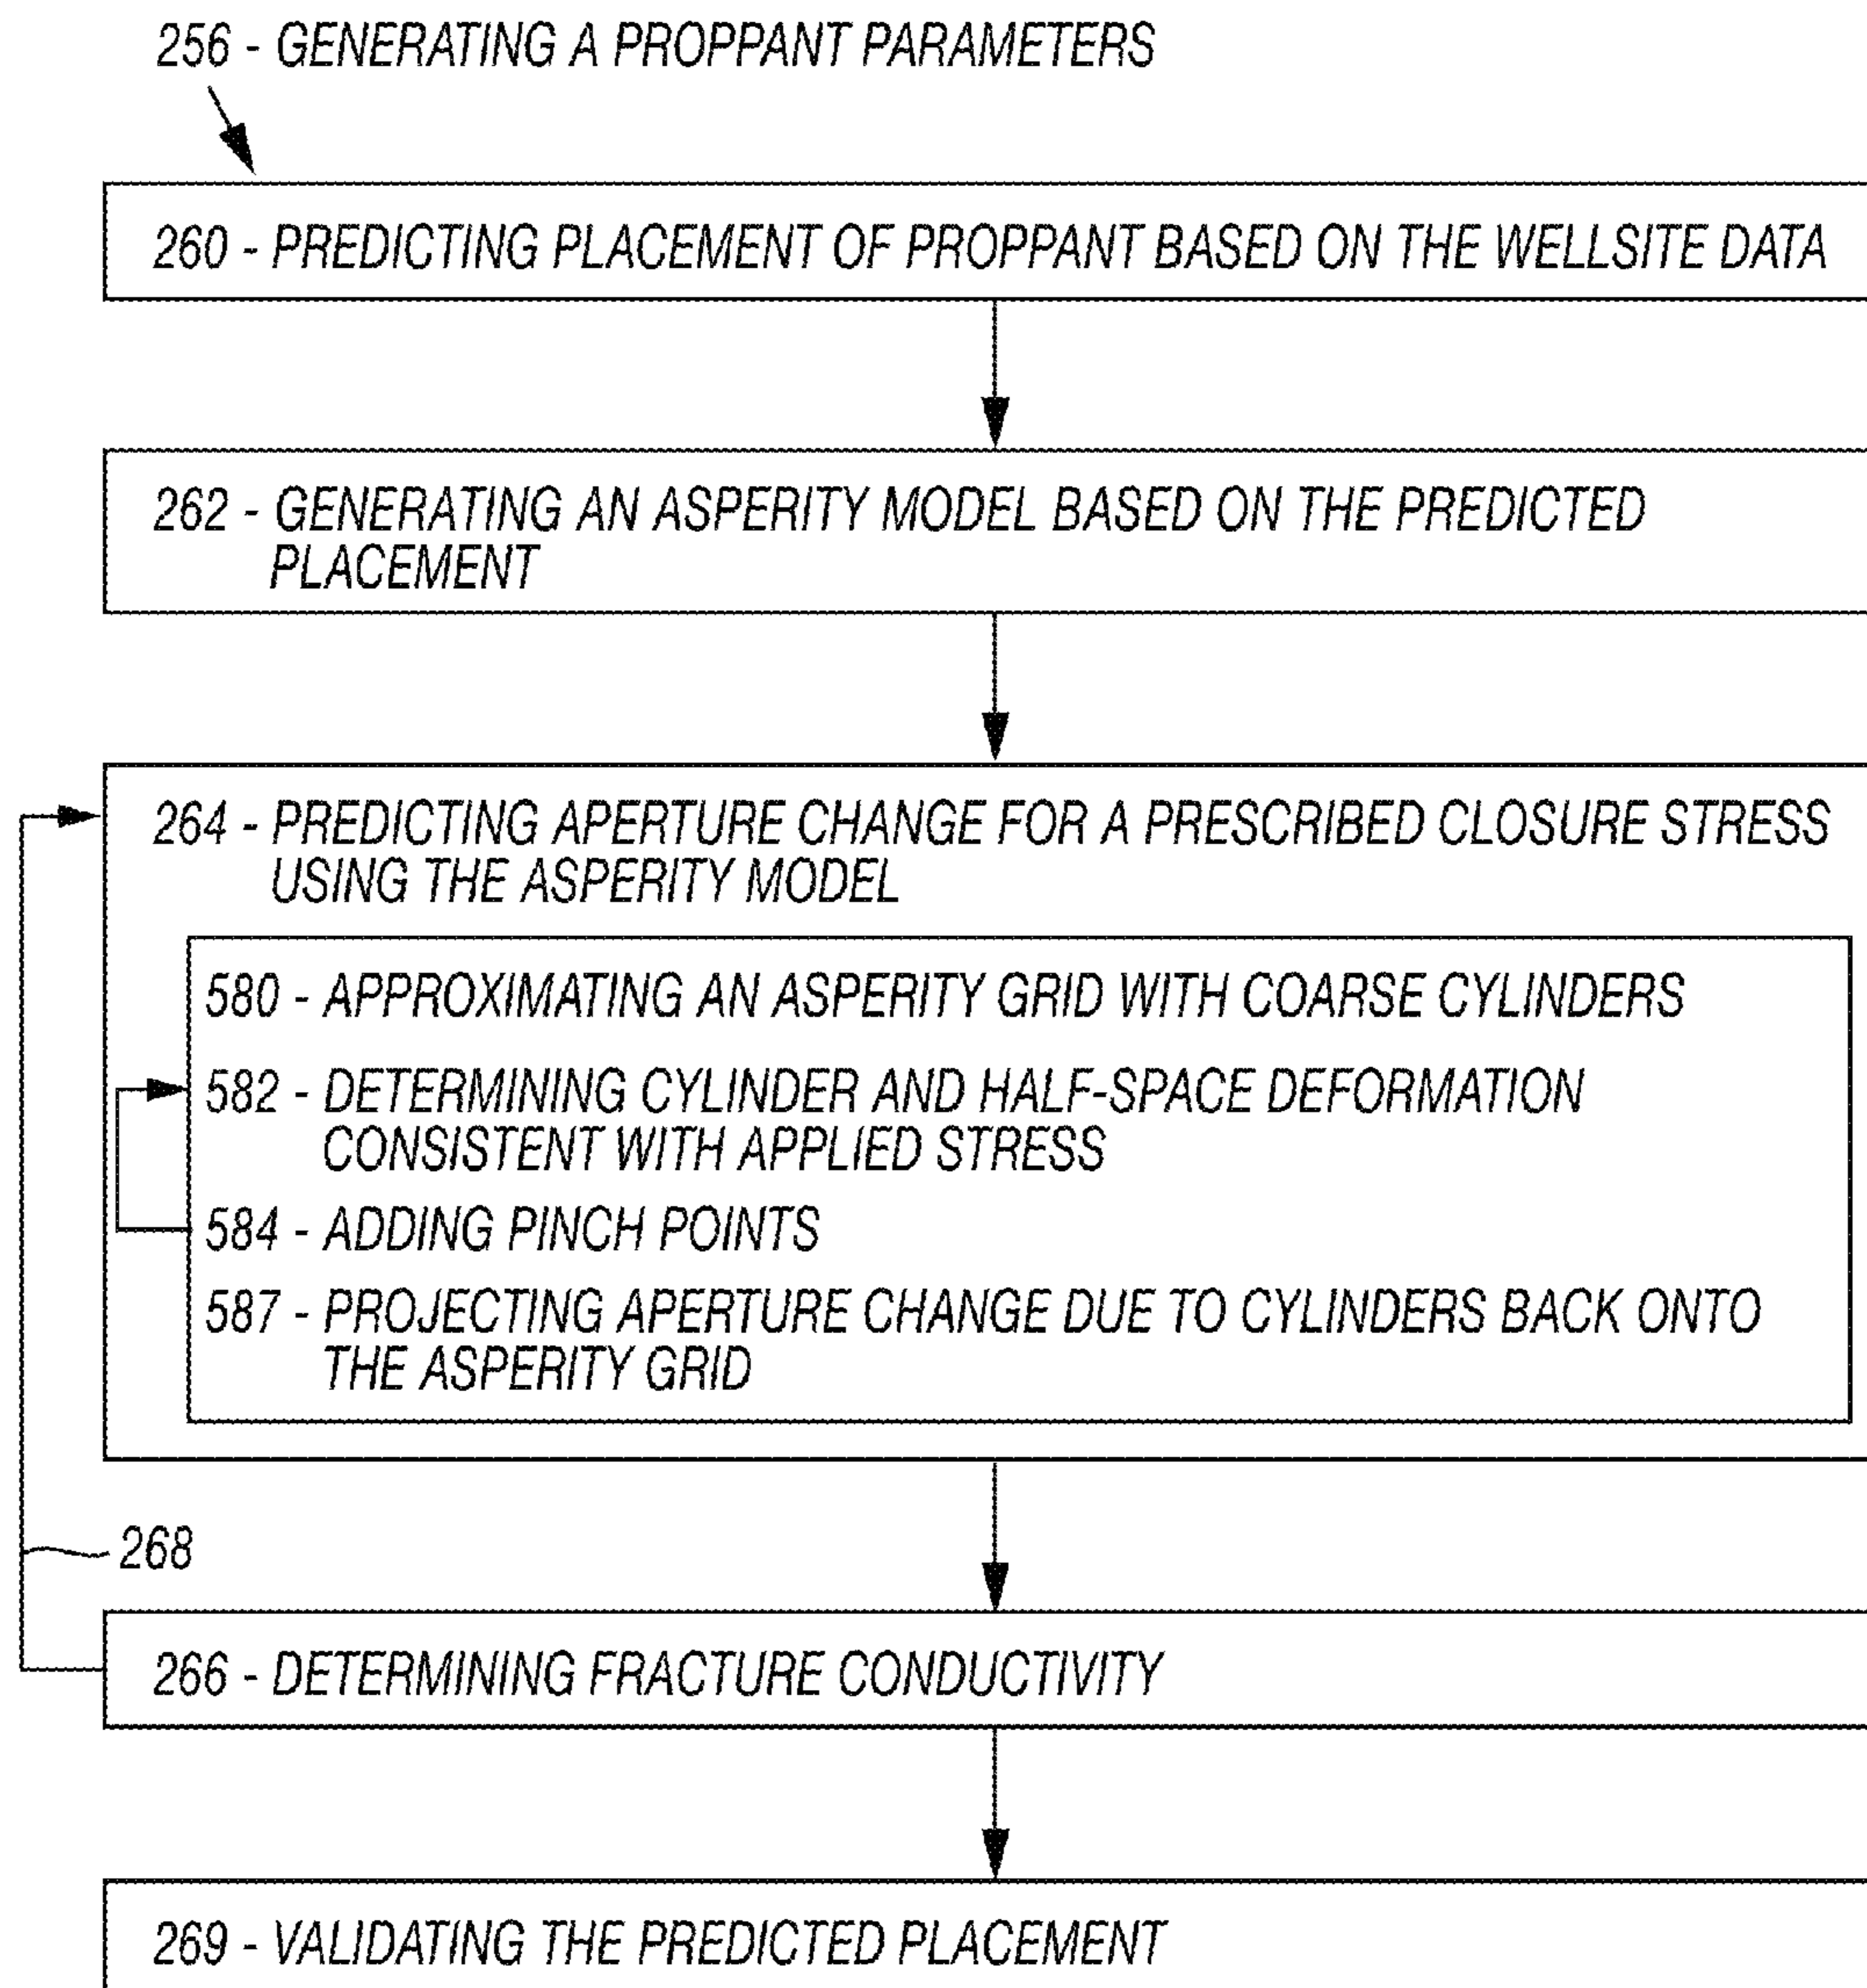 256 - GENERATING A PROPPANT PARAMETERS
260 - PREDICTING PLACEMENT OF PROPPANT BASED ON THE WELLSITE DATA
262 - GENERATING AN ASPERITY MODEL BASED ON THE PREDICTED
PLACEMENT
264 - PREDICTING APERTURE CHANGE FOR A PRESCRIBED CLOSURE STRESS
USING THE ASPERITY MODEL
580 - APPROXIMATING AN ASPERITY GRID WITH COARSE CYLINDERS
582 - DETERMINING CYLINDER AND HALF-SPACE DEFORMATION
CONSISTENT WITH APPLIED STRESS
584 - ADDING PINCH POINTS
587 - PROJECTING APERTURE CHANGE DUE TO CYLINDERS BACK ONTO
THE ASPERITY GRID
268
266 - DETERMINING FRACTURE CONDUCTIVITY
269 - VALIDATING THE PREDICTED PLACEMENT